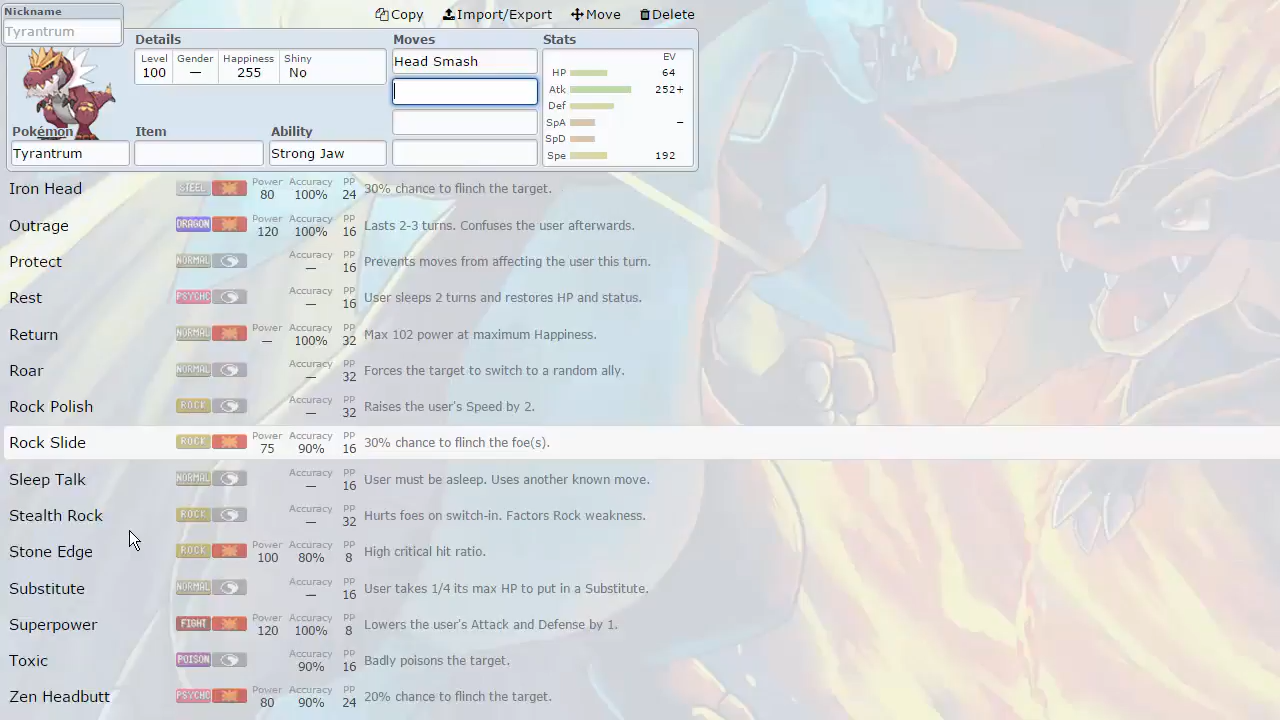 Nickname
Tyrantrum
Copy Import/Export Move Delete
Details
Level Gender Happiness Shiny
100 — 255 No
Pokémon
Tyrantrum
Item
Ability
Strong Jaw
Moves
Head Smash
Stats
EV
HP 64
Atk 252+
Def
SpA −
SpD
Spe 192
Iron Head STEEL Power 80 Accuracy 100% PP 24 30% chance to flinch the target.
Outrage DRAGON Power 120 Accuracy 100% PP 16 Lasts 2-3 turns. Confuses the user afterwards.
Protect NORMAL Accuracy — PP 16 Prevents moves from affecting the user this turn.
Rest PSYCHC Accuracy — PP 16 User sleeps 2 turns and restores HP and status.
Return NORMAL Power — Accuracy 100% PP 32 Max 102 power at maximum Happiness.
Roar NORMAL Accuracy — PP 32 Forces the target to switch to a random ally.
Rock Polish ROCK Accuracy — PP 32 Raises the user's Speed by 2.
Rock Slide ROCK Power 75 Accuracy 90% PP 16 30% chance to flinch the foe(s).
Sleep Talk NORMAL Accuracy — PP 16 User must be asleep. Uses another known move.
Stealth Rock ROCK Accuracy — PP 32 Hurts foes on switch-in. Factors Rock weakness.
Stone Edge ROCK Power 100 Accuracy 80% PP 8 High critical hit ratio.
Substitute NORMAL Accuracy — PP 16 User takes 1/4 its max HP to put in a Substitute.
Superpower FIGHT Power 120 Accuracy 100% PP 8 Lowers the user's Attack and Defense by 1.
Toxic POISON Accuracy 90% PP 16 Badly poisons the target.
Zen Headbutt PSYCHC Power 80 Accuracy 90% PP 24 20% chance to flinch the target.